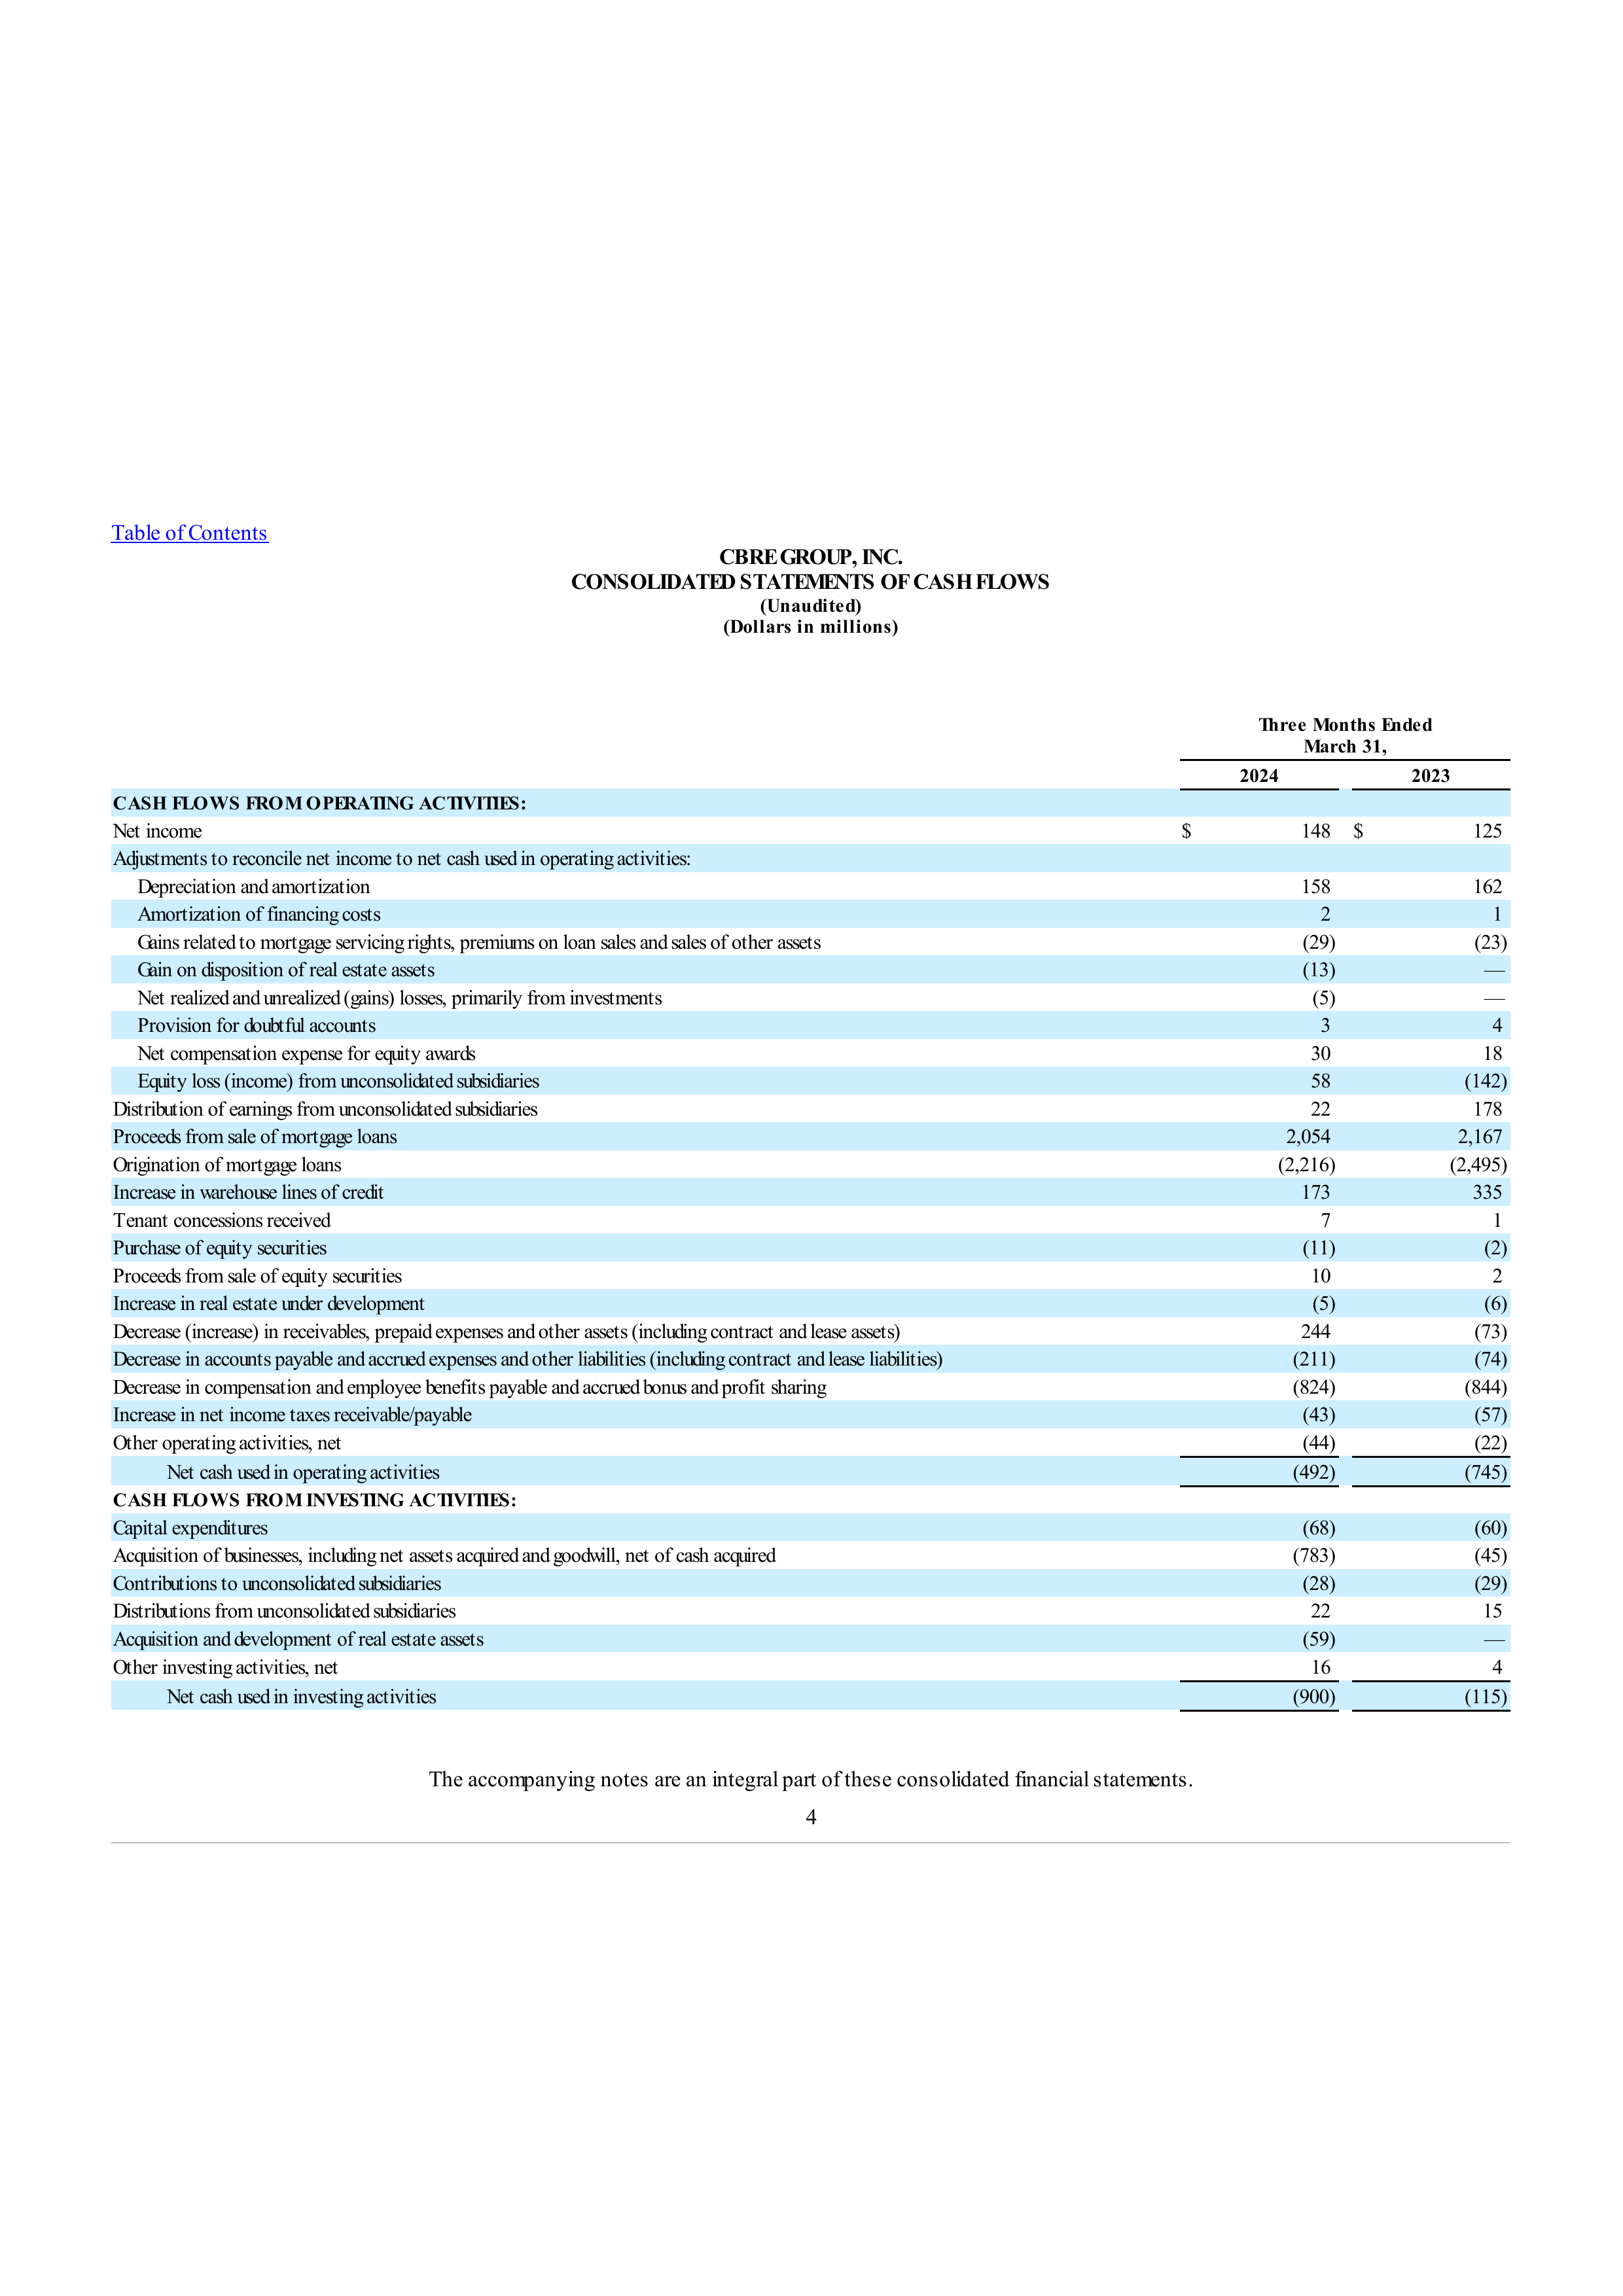 Table of Contents
CBRE GROUP, INC.
CONSOLIDATED STATEMENTS OF CASH FLOWS
(Unaudited)
(Dollars in millions)
Three Months Ended
March 31,
2024 2023
CASH FLOWS FROM OPERATING ACTIVITIES:
Net income $ 148 $ 125
Adjustments to reconcile net income to net cash used in operating activities:
Depreciation and amortization 158 162
Amortization of financing costs 2 1
Gains related to mortgage servicing rights, premiums on loan sales and sales of other assets (29) (23)
Gain on disposition of real estate assets (13) —
Net realized and unrealized (gains) losses, primarily from investments (5) —
Provision for doubtful accounts 3 4
Net compensation expense for equity awards 30 18
Equity loss (income) from unconsolidated subsidiaries 58 (142)
Distribution of earnings from unconsolidated subsidiaries 22 178
Proceeds from sale of mortgage loans 2,054 2,167
Origination of mortgage loans (2,216) (2,495)
Increase in warehouse lines of credit 173 335
Tenant concessions received 7 1
Purchase of equity securities (11) (2)
Proceeds from sale of equity securities 10 2
Increase in real estate under development (5) (6)
Decrease (increase) in receivables, prepaid expenses and other assets (including contract and lease assets) 244 (73)
Decrease in accounts payable and accrued expenses and other liabilities (including contract and lease liabilities) (211) (74)
Decrease in compensation and employee benefits payable and accrued bonus and profit sharing (824) (844)
Increase in net income taxes receivable/payable (43) (57)
Other operating activities, net (44) (22)
Net cash used in operating activities (492) (745)
CASH FLOWS FROM INVESTING ACTIVITIES:
Capital expenditures (68) (60)
Acquisition of businesses, including net assets acquired and goodwill, net of cash acquired (783) (45)
Contributions to unconsolidated subsidiaries (28) (29)
Distributions from unconsolidated subsidiaries 22 15
Acquisition and development of real estate assets (59) —
Other investing activities, net 16 4
Net cash used in investing activities (900) (115)
The accompanying notes are an integral part of these consolidated financial statements.
4